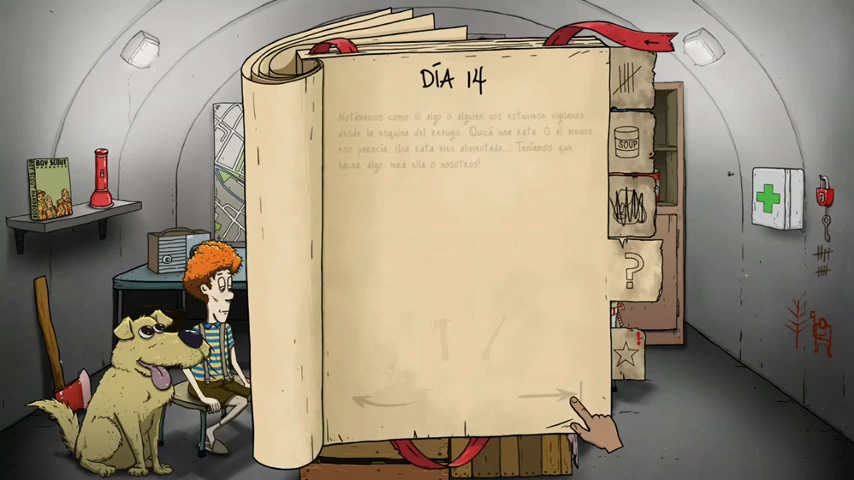 DÍA 14
Notábamos como si algo o alguien nos estuviese vigilando
desde la esquina del refugio. Quizá una rata. O al menos
eso parecía. Una rata bien alimentada... Teníamos que
hacer algo, ¡era ella o nosotros!
SOUP
BOY SCOUT
?